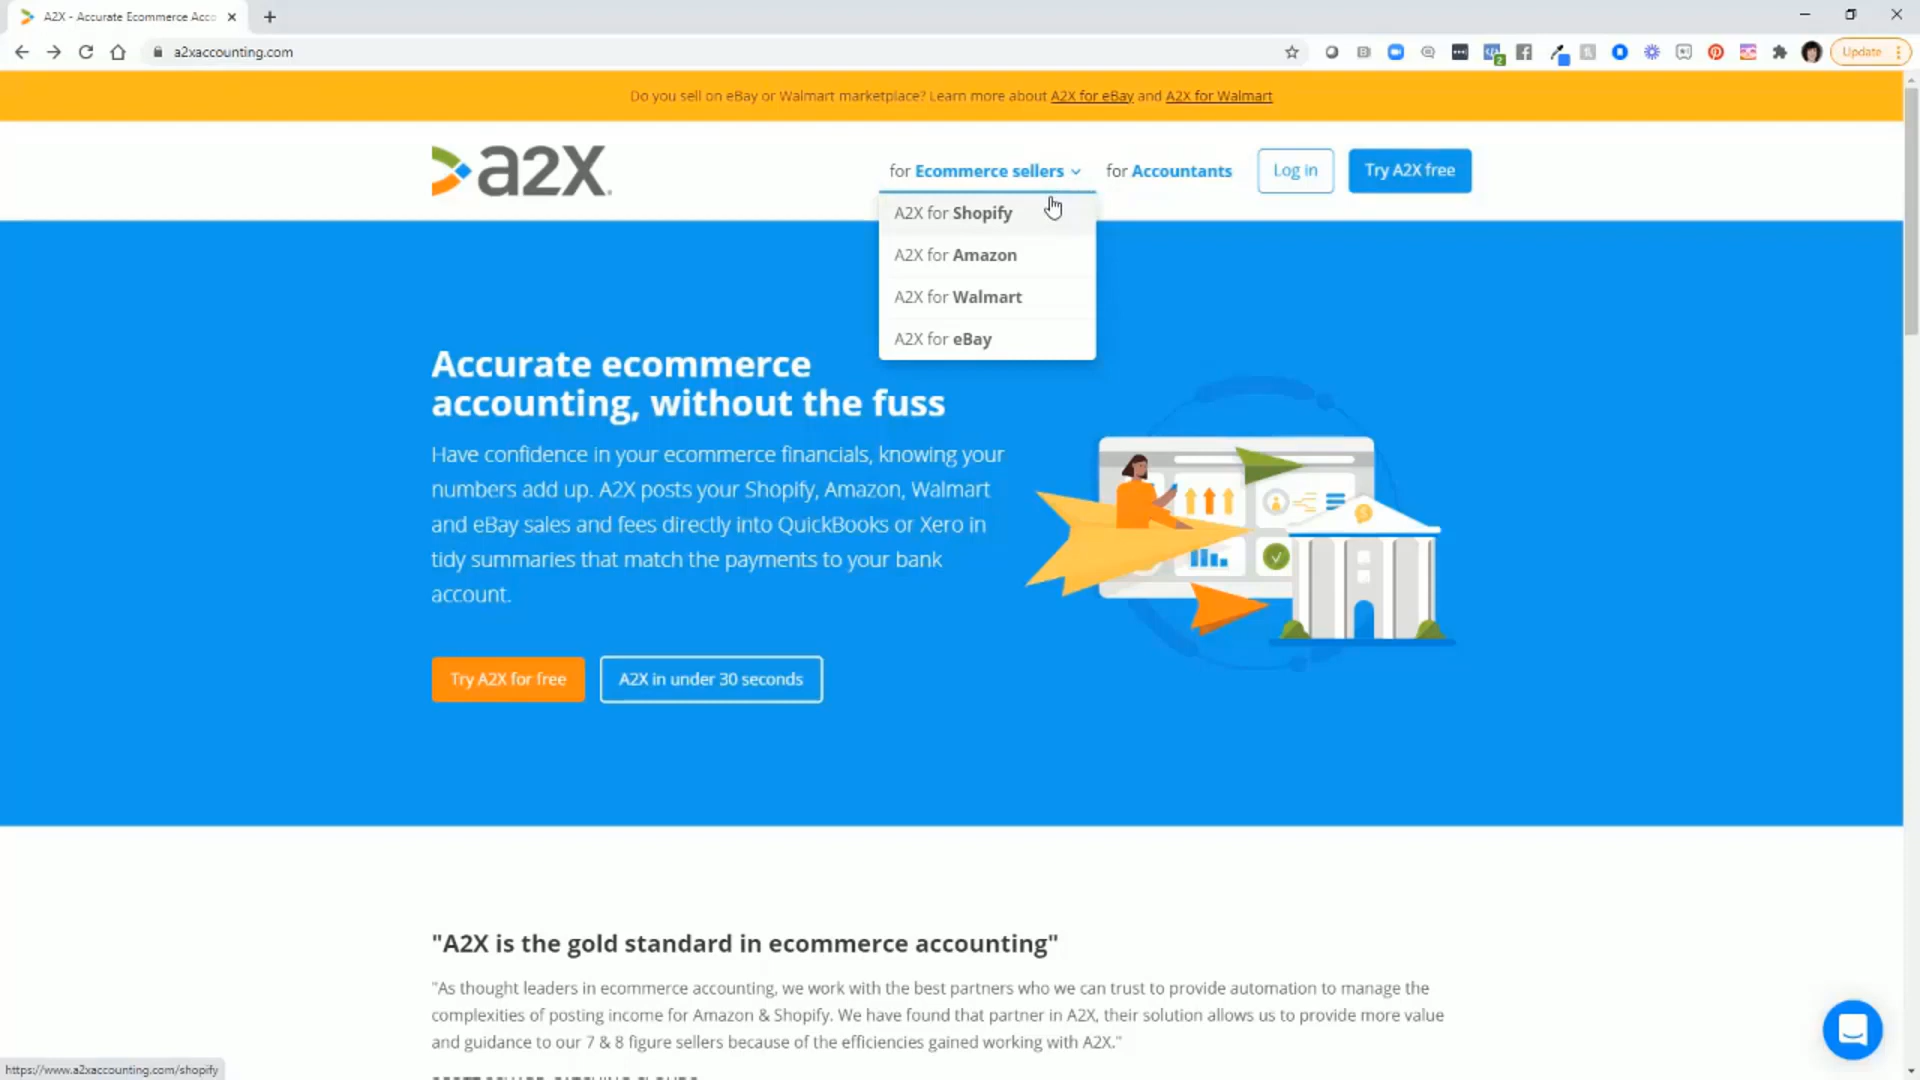 A2X - Accurate Ecommerce Acco
a2xaccounting.com
Update
Do you sell on eBay or Walmart marketplace? Learn more about A2X for eBay and A2X for Walmart
a2X
for Ecommerce sellers
for Accountants
Log in
Try A2X free
A2X for Shopify
A2X for Amazon
A2X for Walmart
A2X for eBay
Accurate ecommerce
accounting, without the fuss
Have confidence in your ecommerce financials, knowing your
numbers add up. A2X posts your Shopify, Amazon, Walmart
and eBay sales and fees directly into QuickBooks or Xero in
tidy summaries that match the payments to your bank
account.
Try A2X for free
A2X in under 30 seconds
"A2X is the gold standard in ecommerce accounting"
"As thought leaders in ecommerce accounting, we work with the best partners who we can trust to provide automation to manage the
complexities of posting income for Amazon & Shopify. We have found that partner in A2X, their solution allows us to provide more value
and guidance to our 7 & 8 figure sellers because of the efficiencies gained working with A2X."
https://www.a2xaccounting.com/shopify